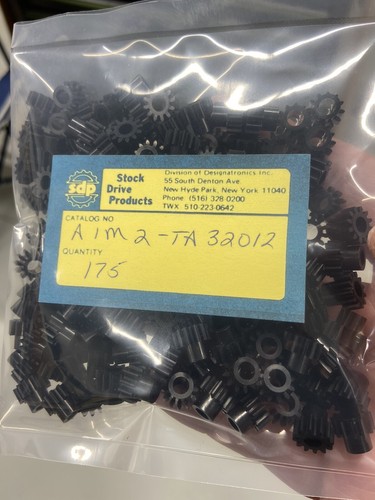 sdp
Stock
Drive
Products
Division of Designatronics Inc.
55 South Denton Ave.
New Hyde Park, New York 11040
Phone: (516) 328-0200
TWX 510-223-0642
CATALOG NO
A 1M 2-TA 32012
QUANTITY
175